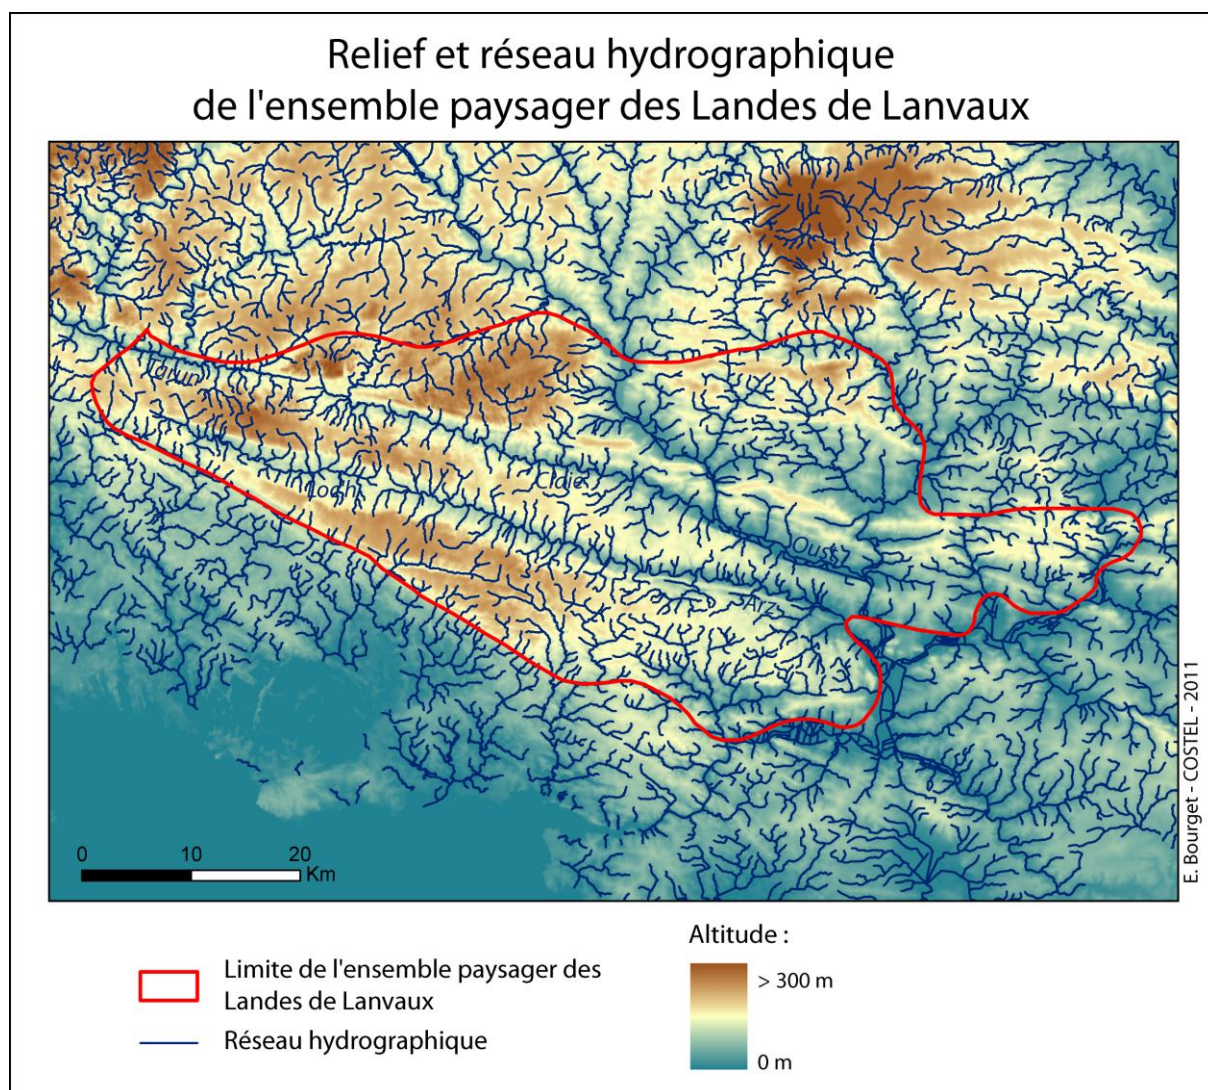 Relief et réseau hydrographique
de l'ensemble paysager des Landes de Lanvaux
Tarun
Loch
Claie
Oust
Arz
0 10 20
Km
E. Bourget - COSTEL - 2011
Altitude :
Limite de l'ensemble paysager des
Landes de Lanvaux
> 300 m
Réseau hydrographique
0 m